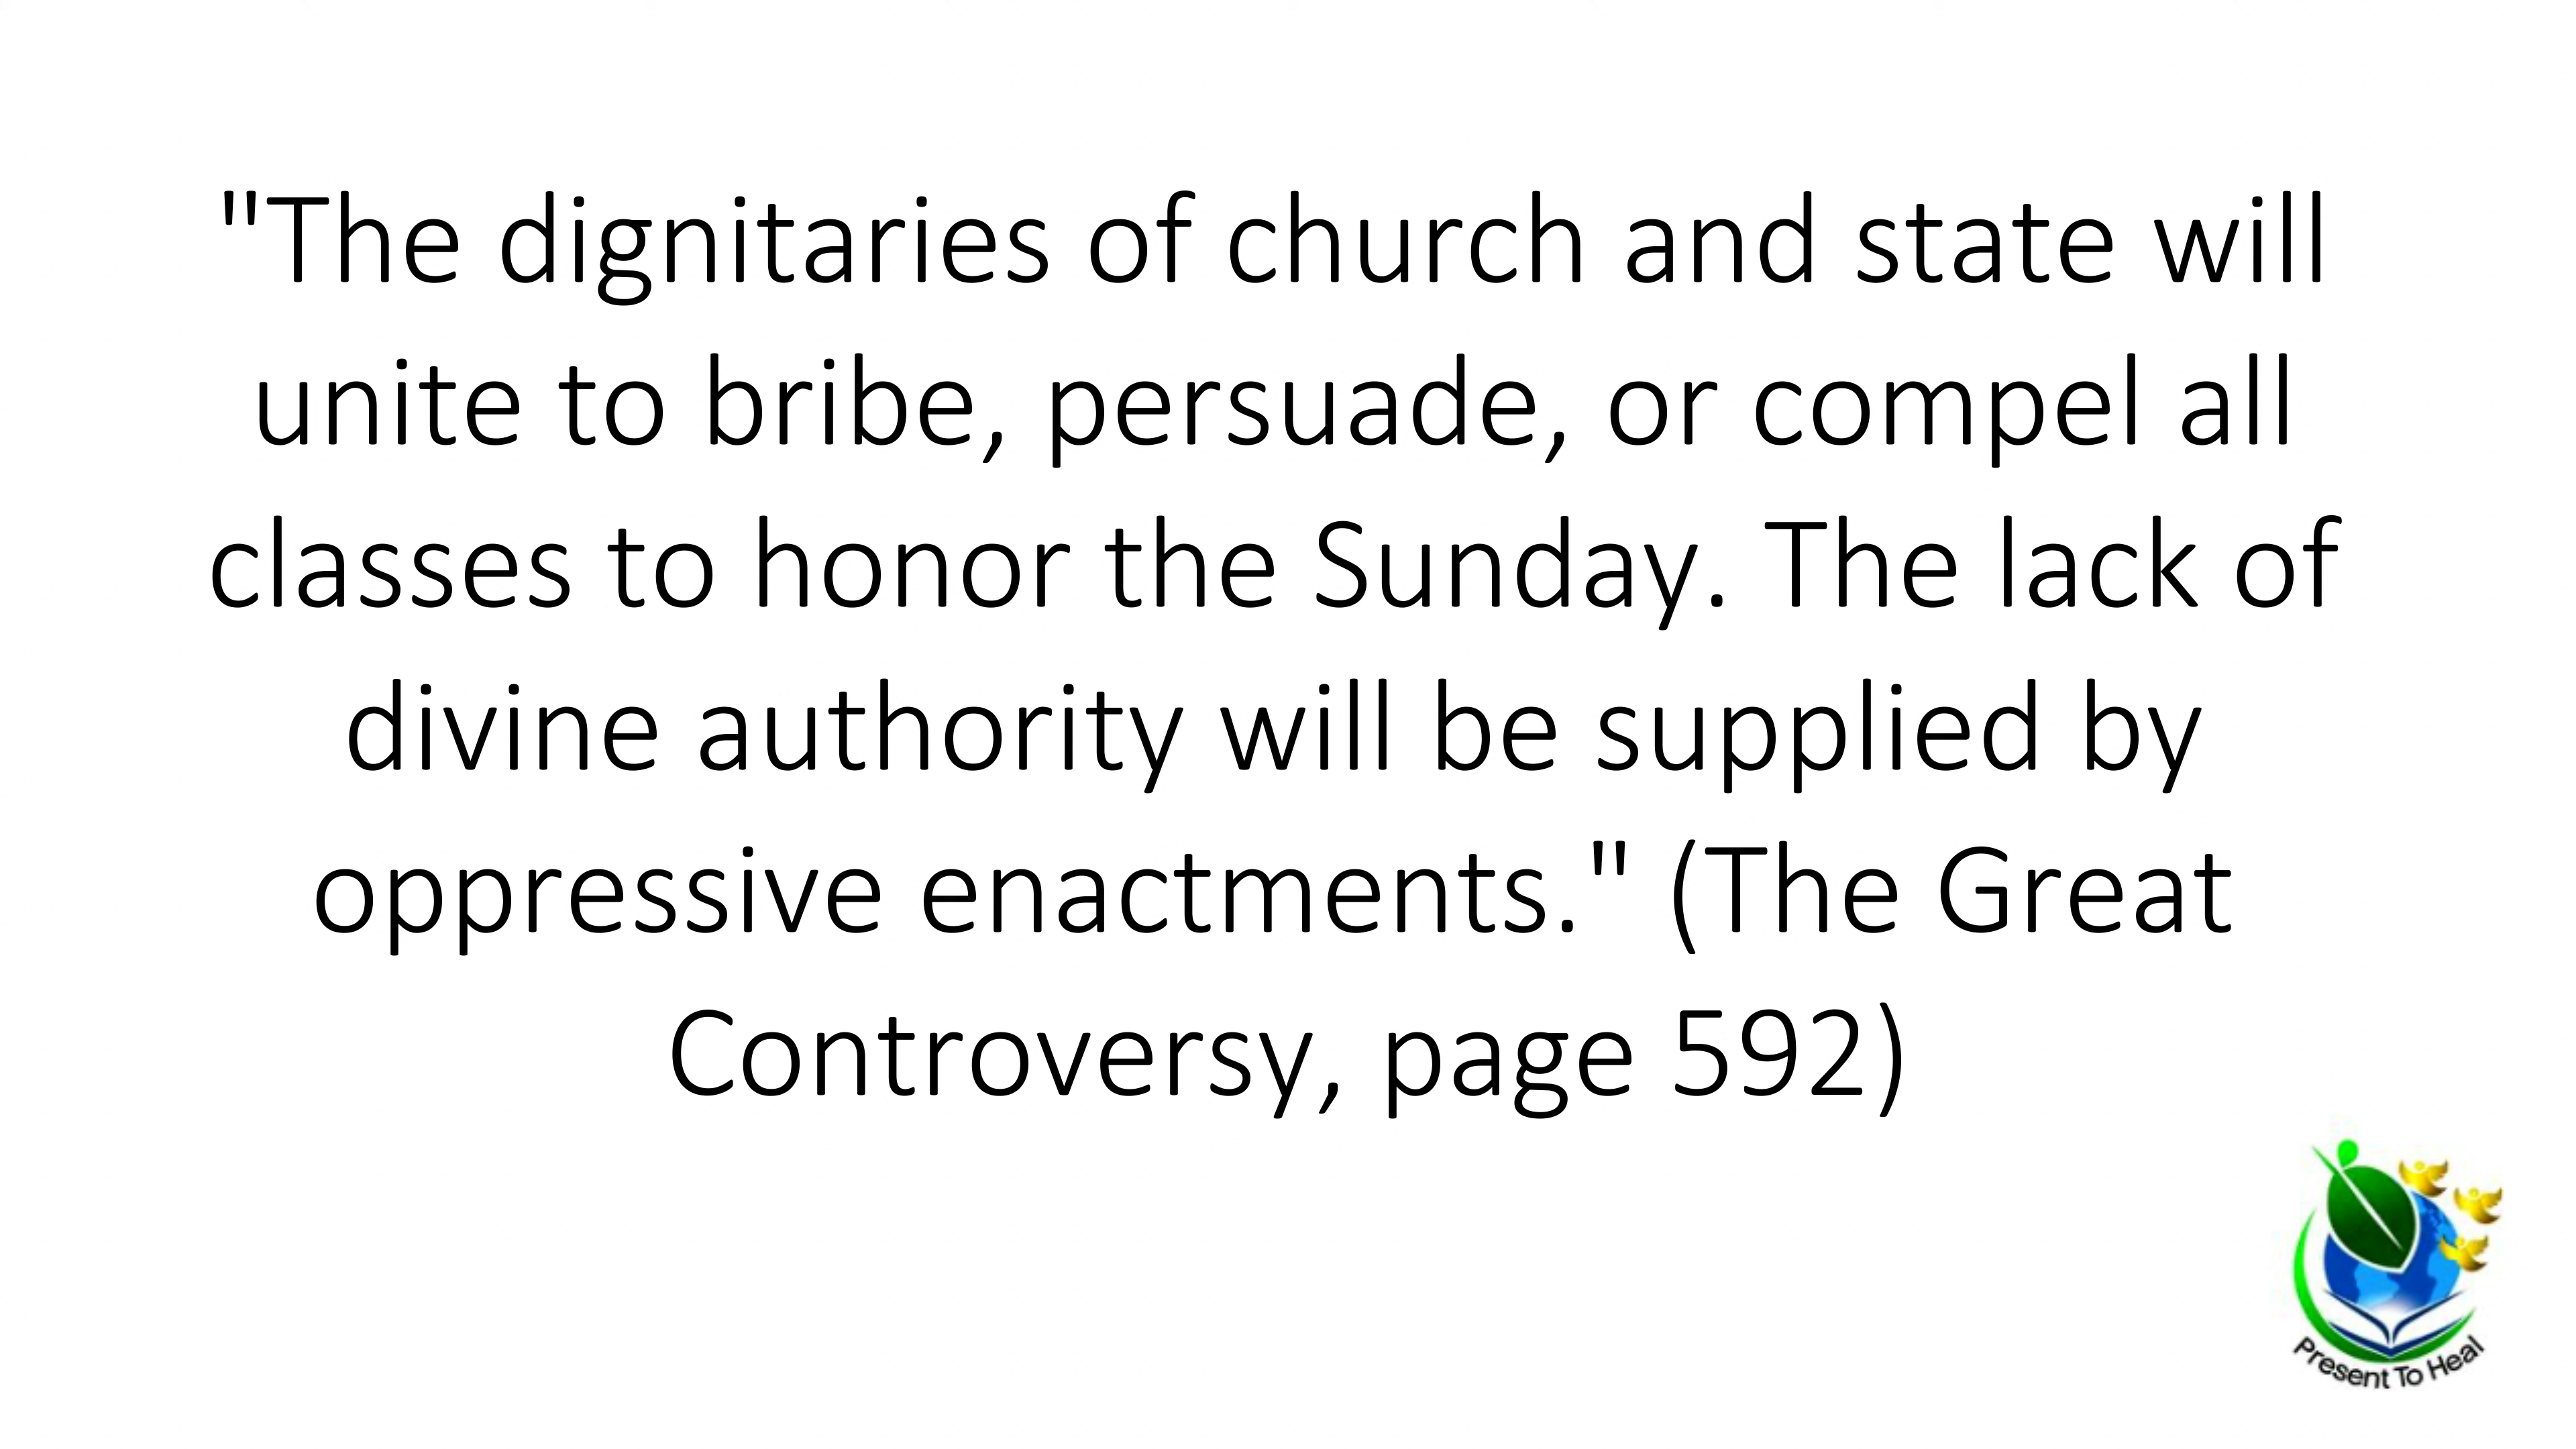 "The dignitaries of church and state will
unite to bribe, persuade, or compel all
classes to honor the Sunday. The lack of
divine authority will be supplied by
oppressive enactments." (The Great
Controversy, page 592)
Present To Heal